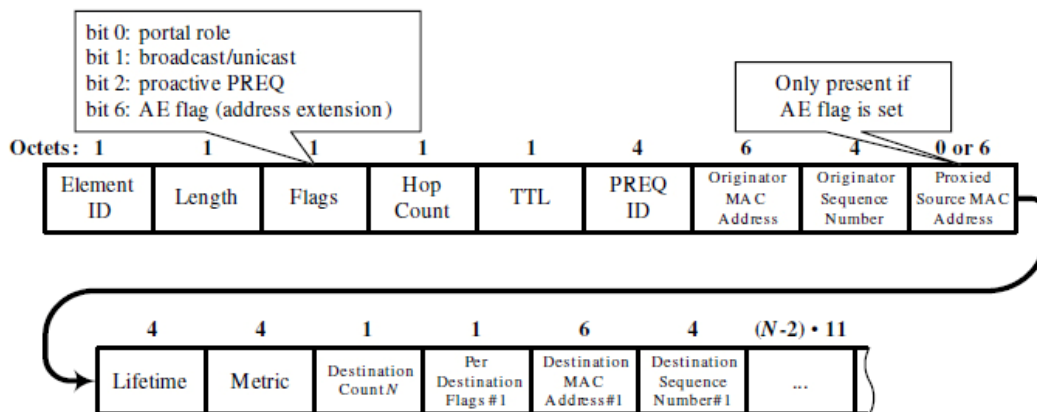 bit 0: portal role
bit 1: broadcast/unicast
bit 2: proactive PREQ
bit 6: AE flag (address extension)
Only present if
AE flag is set
Octets: 1 1 1 1 1 4 6 4 0 or 6
Element
ID
Length
Flags
Hop
Count
TTL
PREQ
ID
Originator
MAC
Address
Originator
Sequence
Number
Proxied
Source MAC
Address
4 4 1 1 6 4 (N-2) • 11
Lifetime
Metric
Destination
Count N
Per
Destination
Flags #1
Destination
MAC
Address#1
Destination
Sequence
Number#1
...